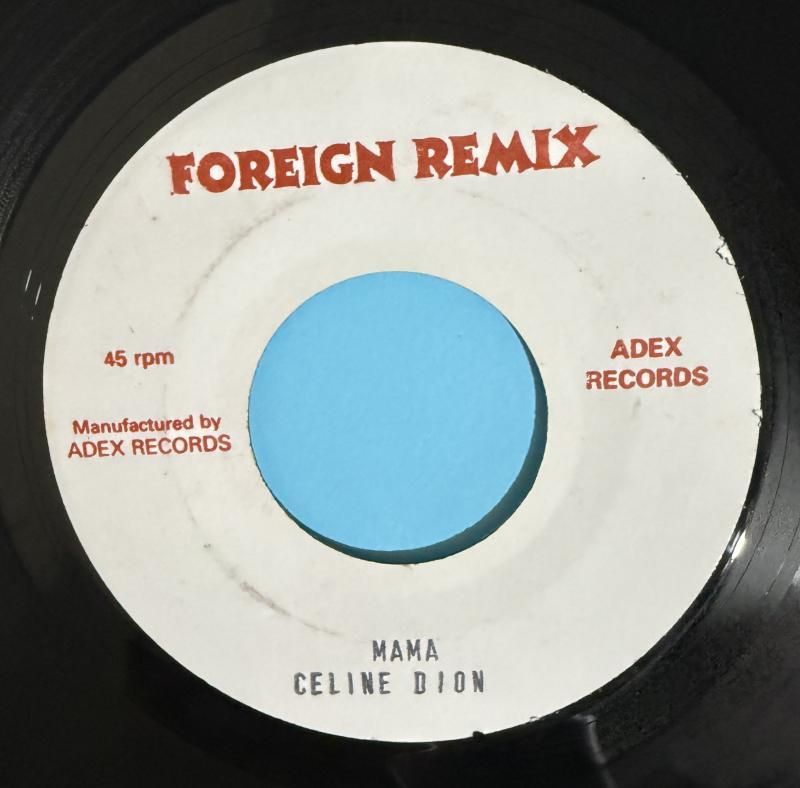 FOREIGN REMIX
45 rpm
Manufactured by
ADEX RECORDS
ADEX
RECORDS
MAMA
CELINE DION